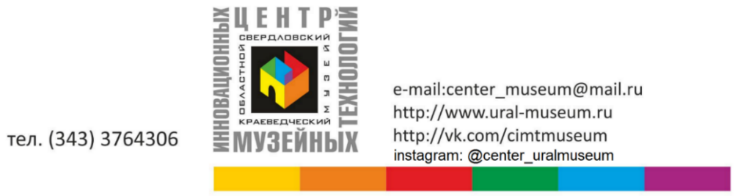 ЦЕНТР
ИННОВАЦИОННЫХ
ТЕХНОЛОГИЙ
МУЗЕЙНЫХ
СВЕРДЛОВСКИЙ
ОБЛАСТНОЙ
МУЗЕЙ
КРАЕВЕДЧЕСКИЙ
тел. (343) 3764306
e-mail:center_museum@mail.ru
http://www.ural-museum.ru
http://vk.com/cimtmuseum
instagram: @center_uralmuseum